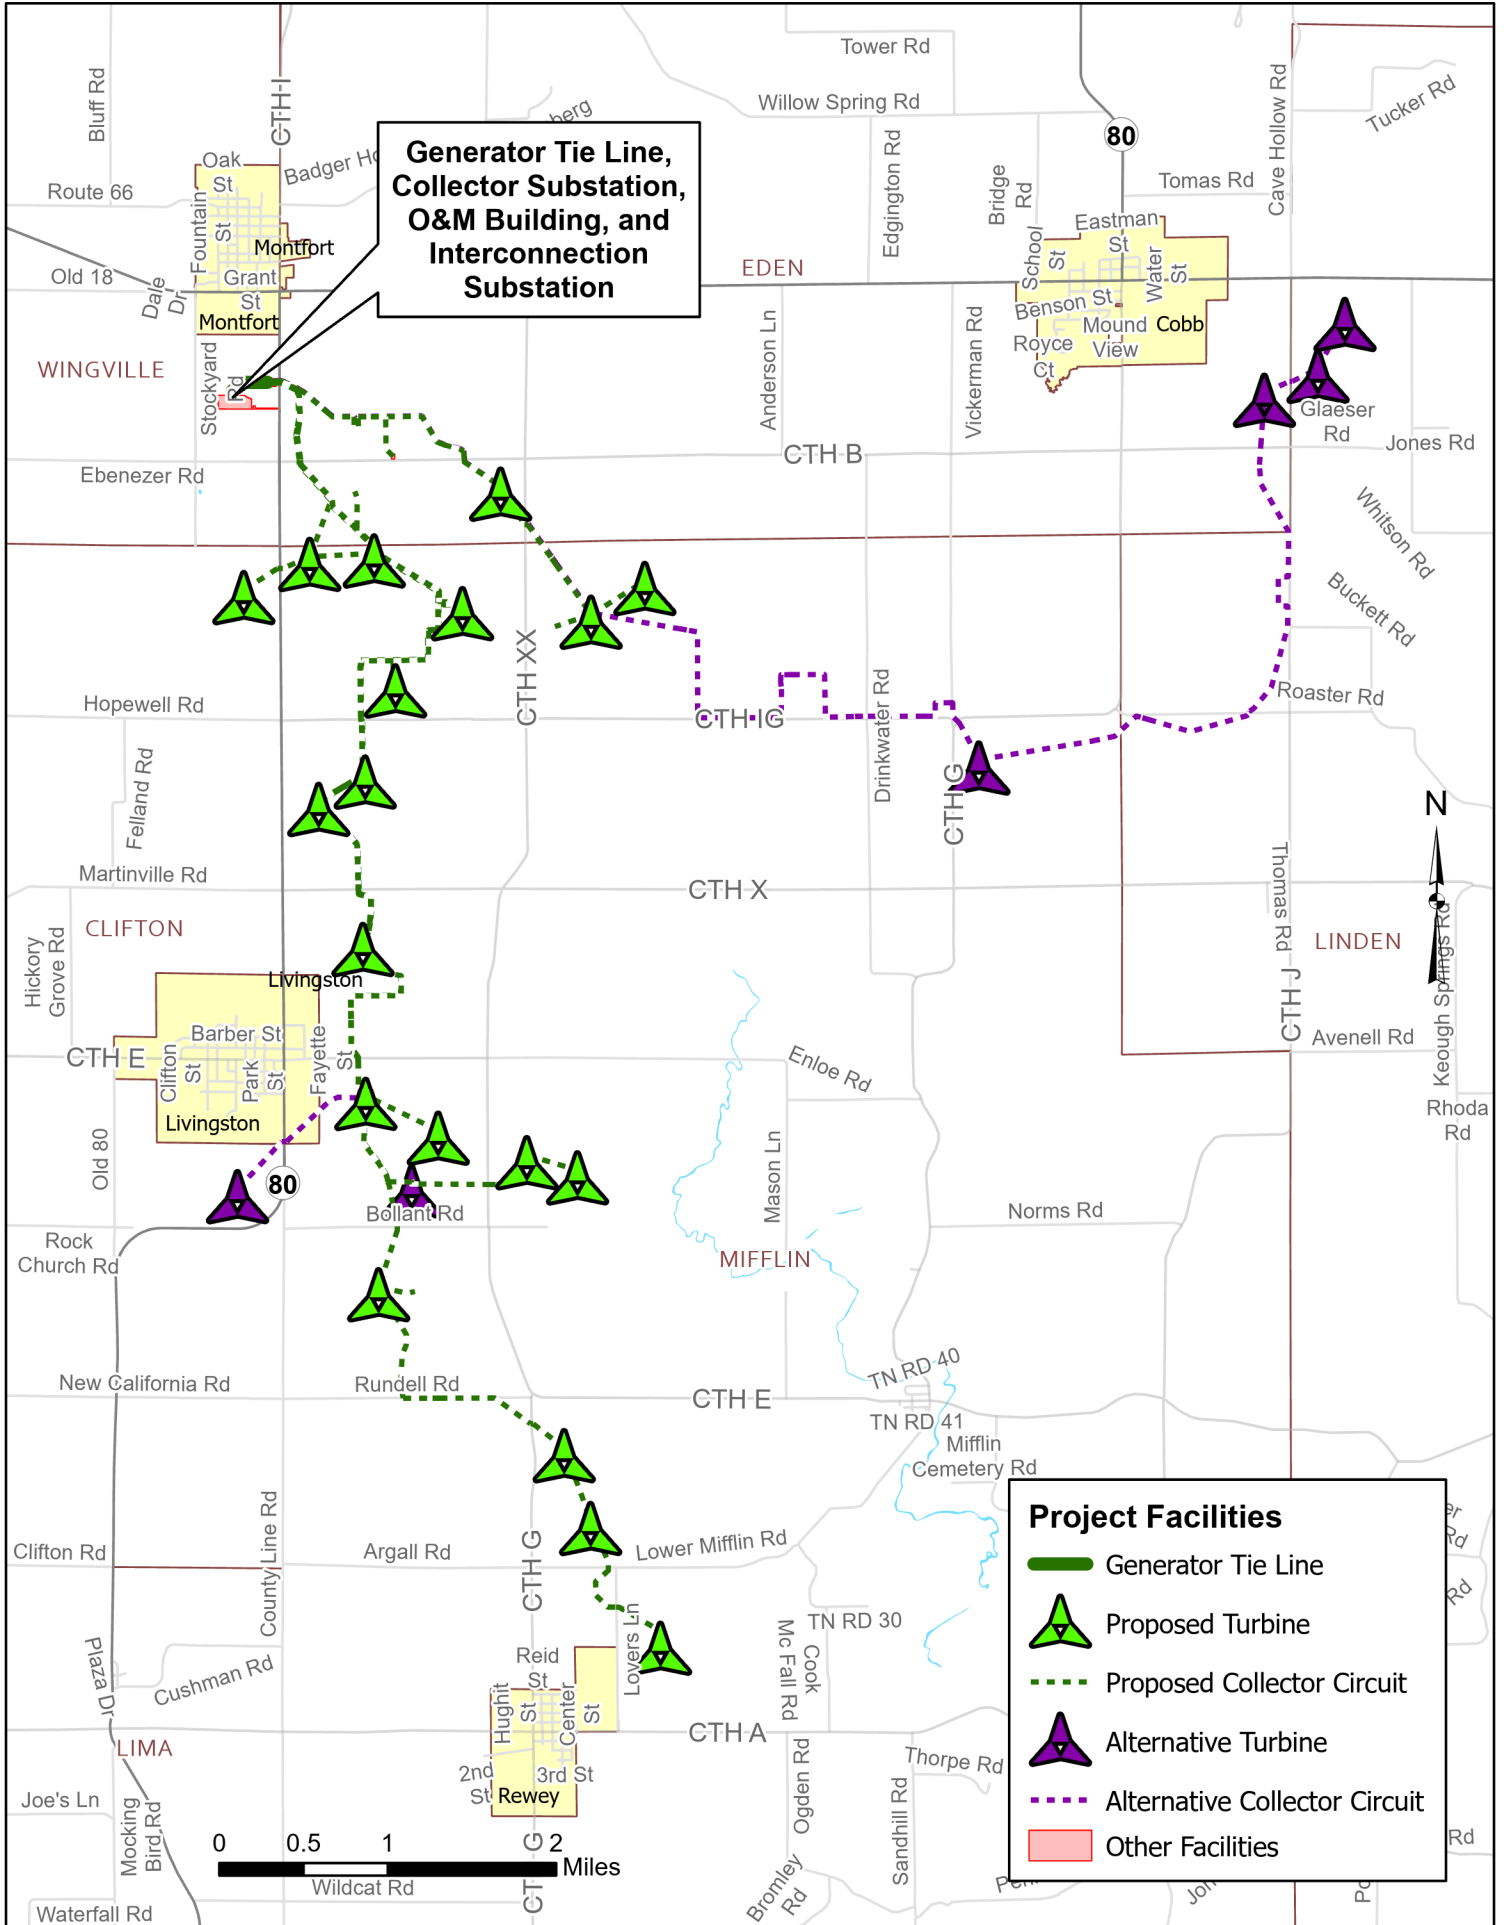 Tower Rd
Willow Spring Rd
Tucker Rd
Bluff Rd
CTH I
berg
80
Cave Hollow Rd
Edgington Rd
Bridge
Rd
Tomas Rd
Oak
St
Badger Ho
Route 66
Fountain
St
Montfort
Generator Tie Line,
Collector Substation,
O&M Building, and
Interconnection
Substation
Eastman
St
School
St
Water
St
EDEN
Old 18
Dale
Dr
Grant
St
Montfort
Benson St
Mound
View
Cobb
Royce
Ct
WINGVILLE
Stockyard
Rd
Anderson Ln
Vickerman Rd
Glaeser
Rd
Jones Rd
CTH B
Ebenezer Rd
Whitson Rd
Buckett Rd
CTH XX
Hopewell Rd
CTH IG
Drinkwater Rd
Roaster Rd
Felland Rd
CTH G
N
Martinville Rd
CTH X
Thomas Rd
CTH J
Keough Springs Rd
CLIFTON
LINDEN
Hickory
Grove Rd
Livingston
Barber St
CTH E
Clifton
St
Park
St
Fayette
St
Avenell Rd
Enloe Rd
Livingston
Rhoda
Rd
Old 80
80
Mason Ln
Bollant Rd
Norms Rd
Rock
Church Rd
MIFFLIN
TN RD 40
New California Rd
Rundell Rd
CTH E
TN RD 41
Mifflin
Cemetery Rd
County Line Rd
Clifton Rd
Argall Rd
CTH G
Lower Mifflin Rd
er
Rd
Rd
Lovers Ln
TN RD 30
Mc Fall Rd
Cook
Plaza Dr
Cushman Rd
Reid
St
Hughit
St
Center
St
CTH A
LIMA
2nd
St
3rd St
Rewey
Thorpe Rd
Ogden Rd
Sandhill Rd
Joe's Ln
Mocking
Bird Rd
Bromley
Rd
CT G
Wildcat Rd
Waterfall Rd
0 0.5 1 2
Miles
Project Facilities
Generator Tie Line
Proposed Turbine
Proposed Collector Circuit
Alternative Turbine
Alternative Collector Circuit
Other Facilities
Rd